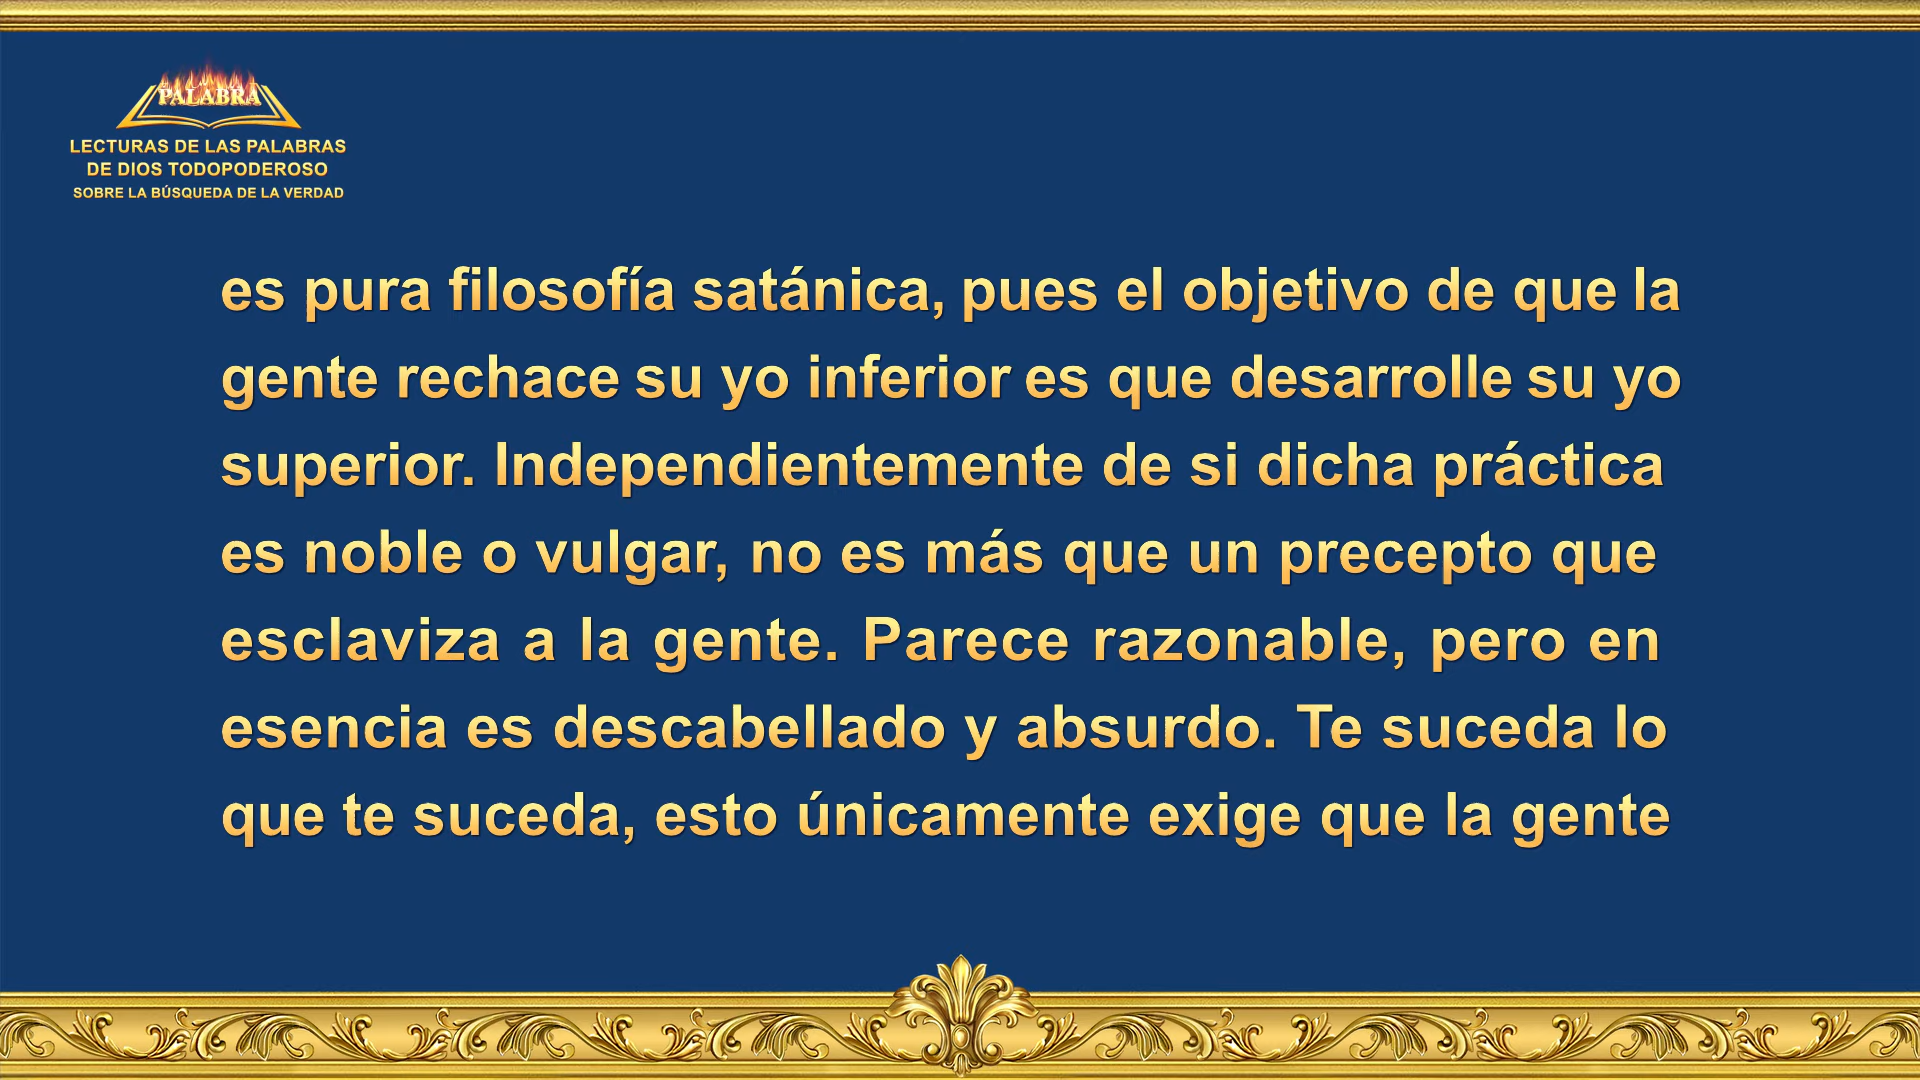 PALABRA
LECTURAS DE LAS PALABRAS
DE DIOS TODOPODEROSO
SOBRE LA BÚSQUEDA DE LA VERDAD
es pura filosofía satánica, pues el objetivo de que la
gente rechace su yo inferior es que desarrolle su yo
superior. Independientemente de si dicha práctica
es noble o vulgar, no es más que un precepto que
esclaviza a la gente. Parece razonable, pero en
esencia es descabellado y absurdo. Te suceda lo
que te suceda, esto únicamente exige que la gente